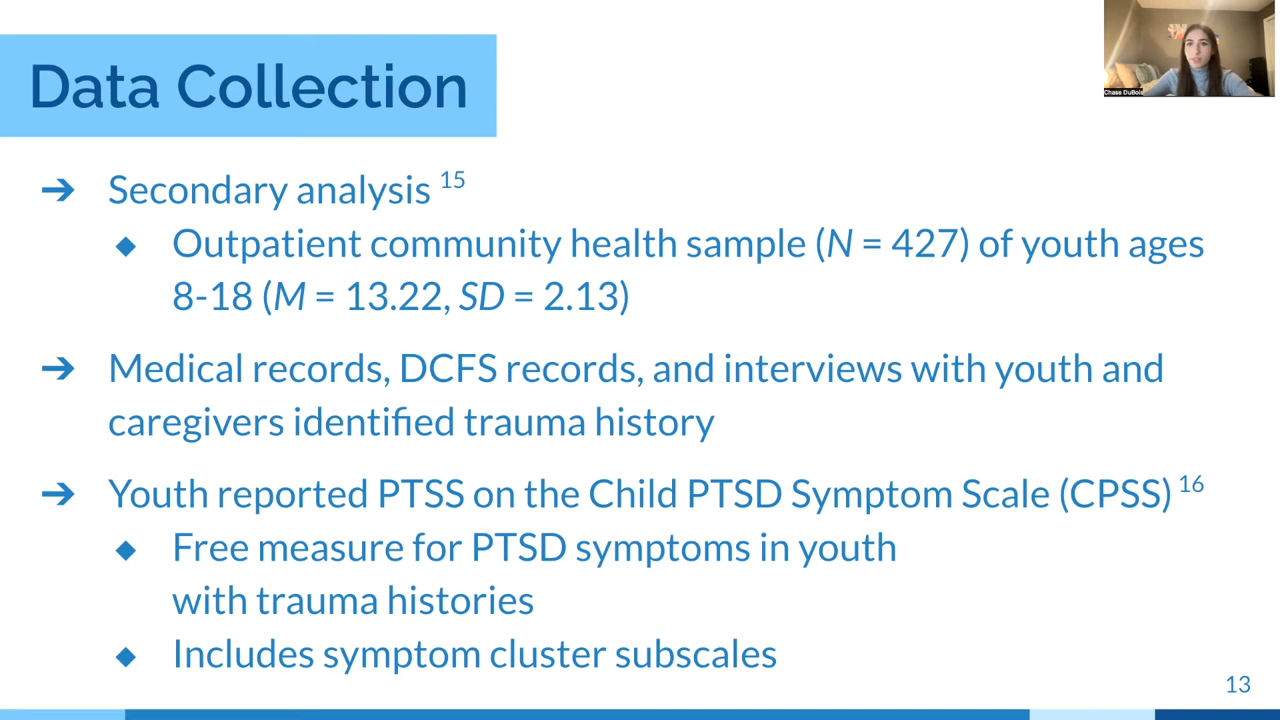 Data Collection
Chase DuBois
➔ Secondary analysis 15
◆ Outpatient community health sample (N = 427) of youth ages
8-18 (M = 13.22, SD = 2.13)
➔ Medical records, DCFS records, and interviews with youth and
caregivers identified trauma history
➔ Youth reported PTSS on the Child PTSD Symptom Scale (CPSS) 16
◆ Free measure for PTSD symptoms in youth
with trauma histories
◆ Includes symptom cluster subscales
13